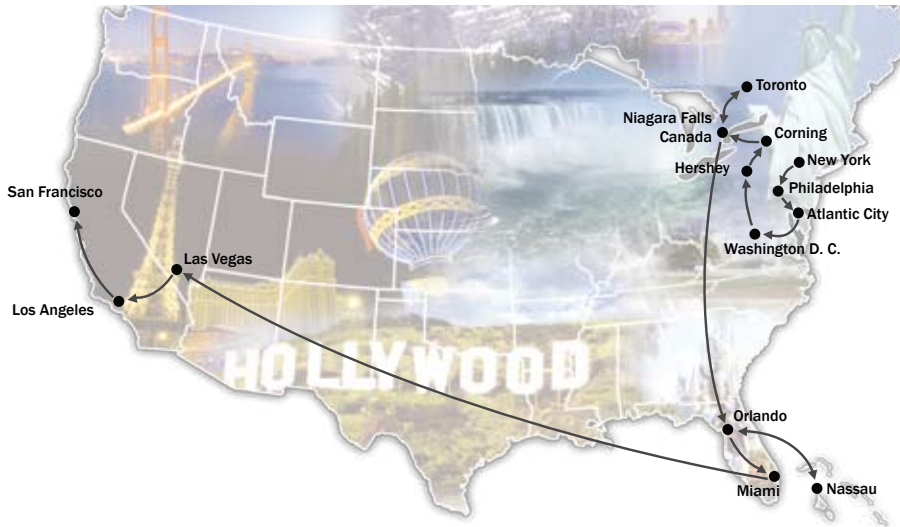 Toronto
Niagara Falls
Canada
Corning
New York
Hershey
Philadelphia
San Francisco
Atlantic City
Washington D. C.
Las Vegas
Los Angeles
HOLLYWOOD
Orlando
Miami
Nassau